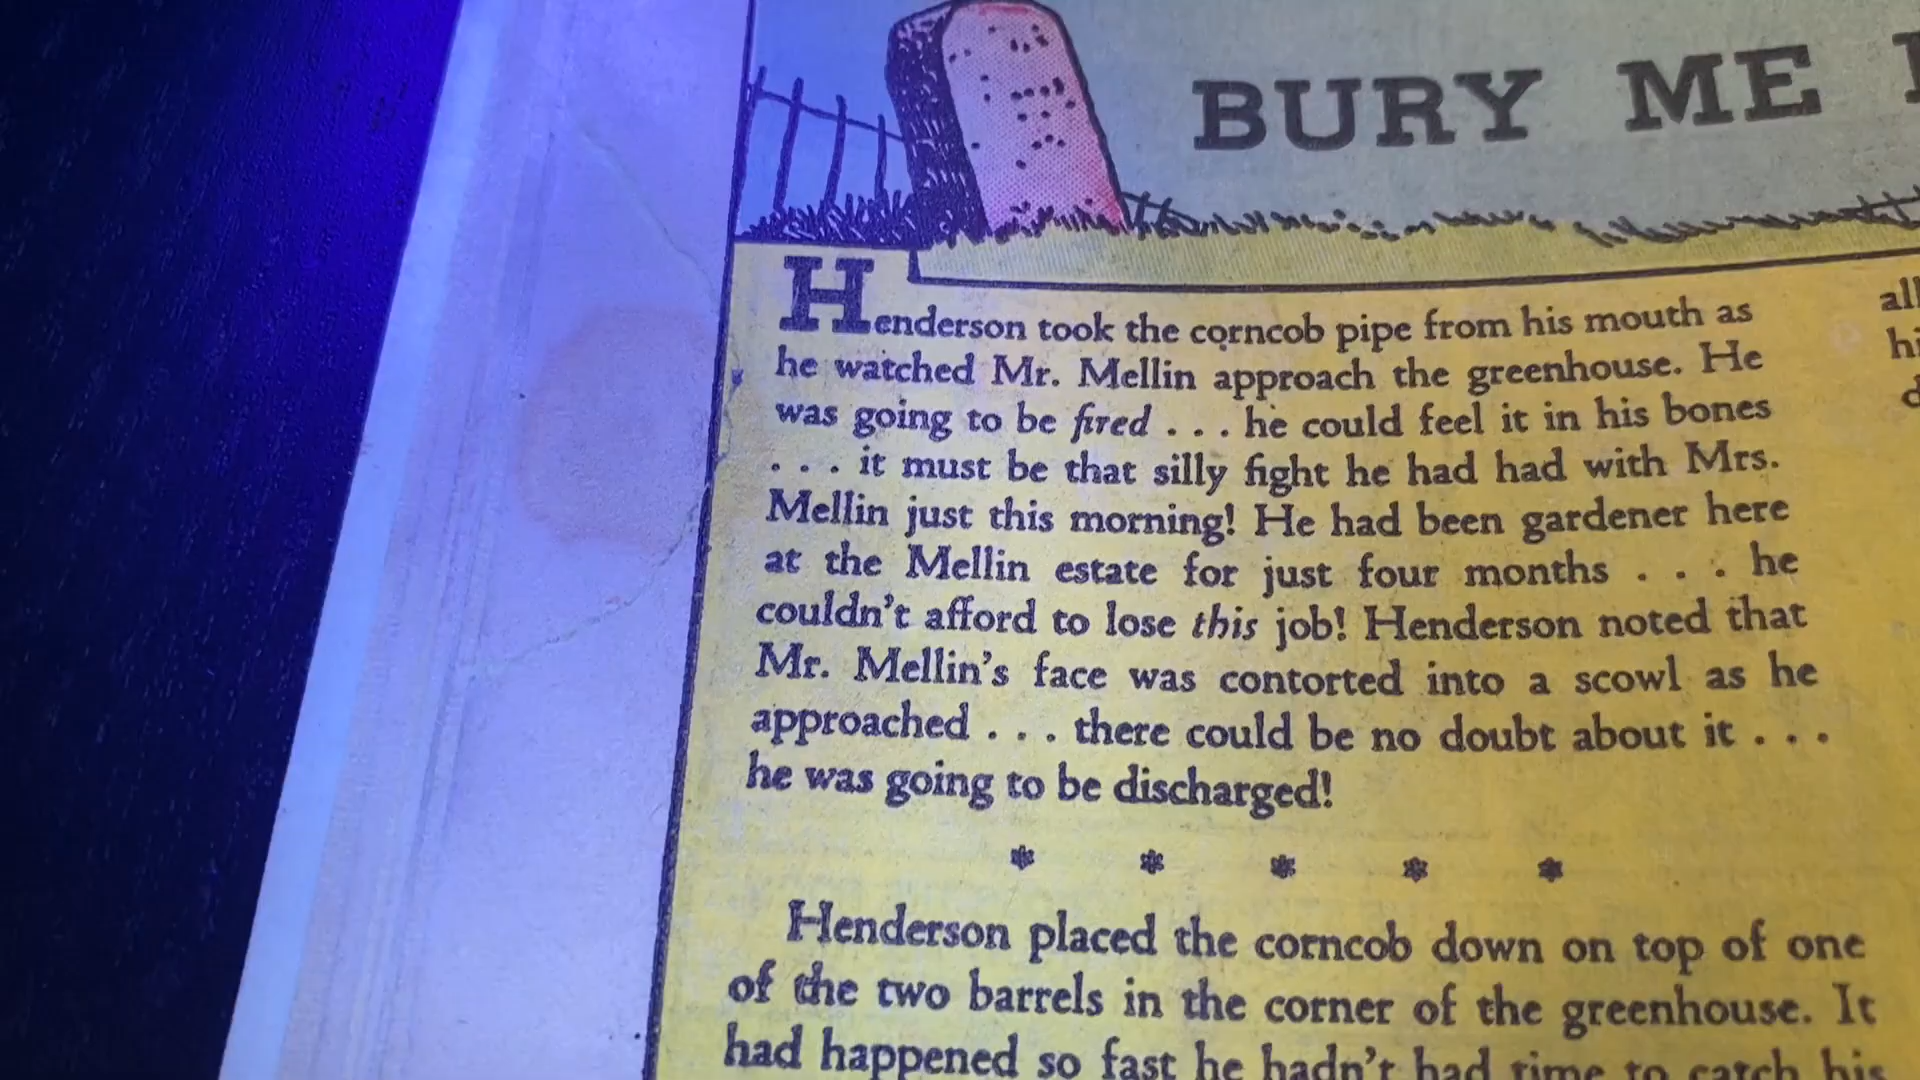 BURY ME
Henderson took the corncob pipe from his mouth as
he watched Mr. Mellin approach the greenhouse. He
was going to be fired . . . he could feel it in his bones
. . . it must be that silly fight he had had with Mrs.
Mellin just this morning! He had been gardener here
at the Mellin estate for just four months . . . he
couldn't afford to lose this job! Henderson noted that
Mr. Mellin's face was contorted into a scowl as he
approached . . . there could be no doubt about it . . .
he was going to be discharged!
* * * * *
Henderson placed the corncob down on top of one
of the two barrels in the corner of the greenhouse. It
had happened so fast he hadn't had time to catch his